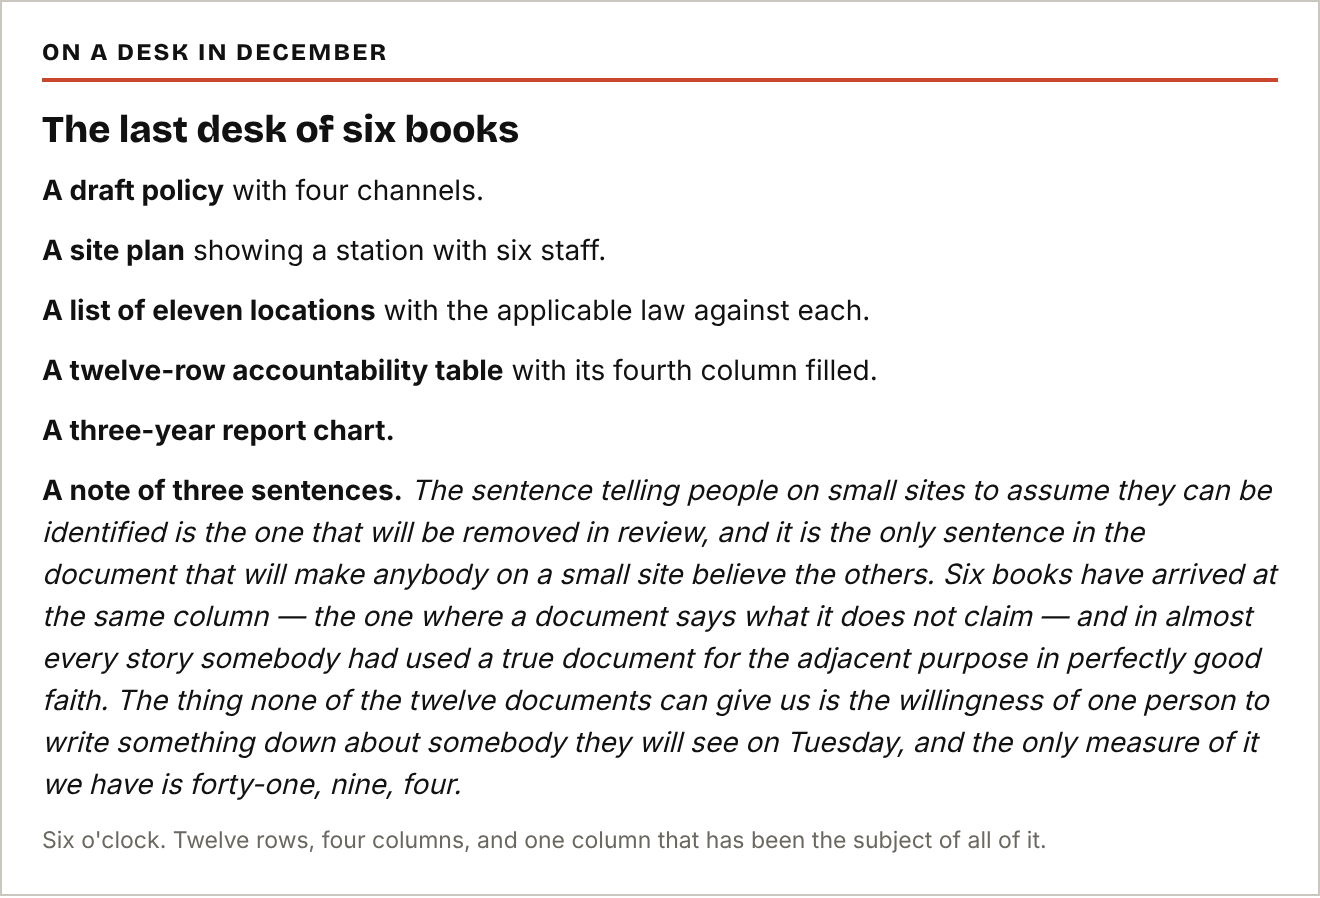 ON A DESK IN DECEMBER
The last desk of six books
A draft policy with four channels.
A site plan showing a station with six staff.
A list of eleven locations with the applicable law against each.
A twelve-row accountability table with its fourth column filled.
A three-year report chart.
A note of three sentences. The sentence telling people on small sites to assume they can be
identified is the one that will be removed in review, and it is the only sentence in the
document that will make anybody on a small site believe the others. Six books have arrived at
the same column — the one where a document says what it does not claim — and in almost
every story somebody had used a true document for the adjacent purpose in perfectly good
faith. The thing none of the twelve documents can give us is the willingness of one person to
write something down about somebody they will see on Tuesday, and the only measure of it
we have is forty-one, nine, four.
Six o'clock. Twelve rows, four columns, and one column that has been the subject of all of it.